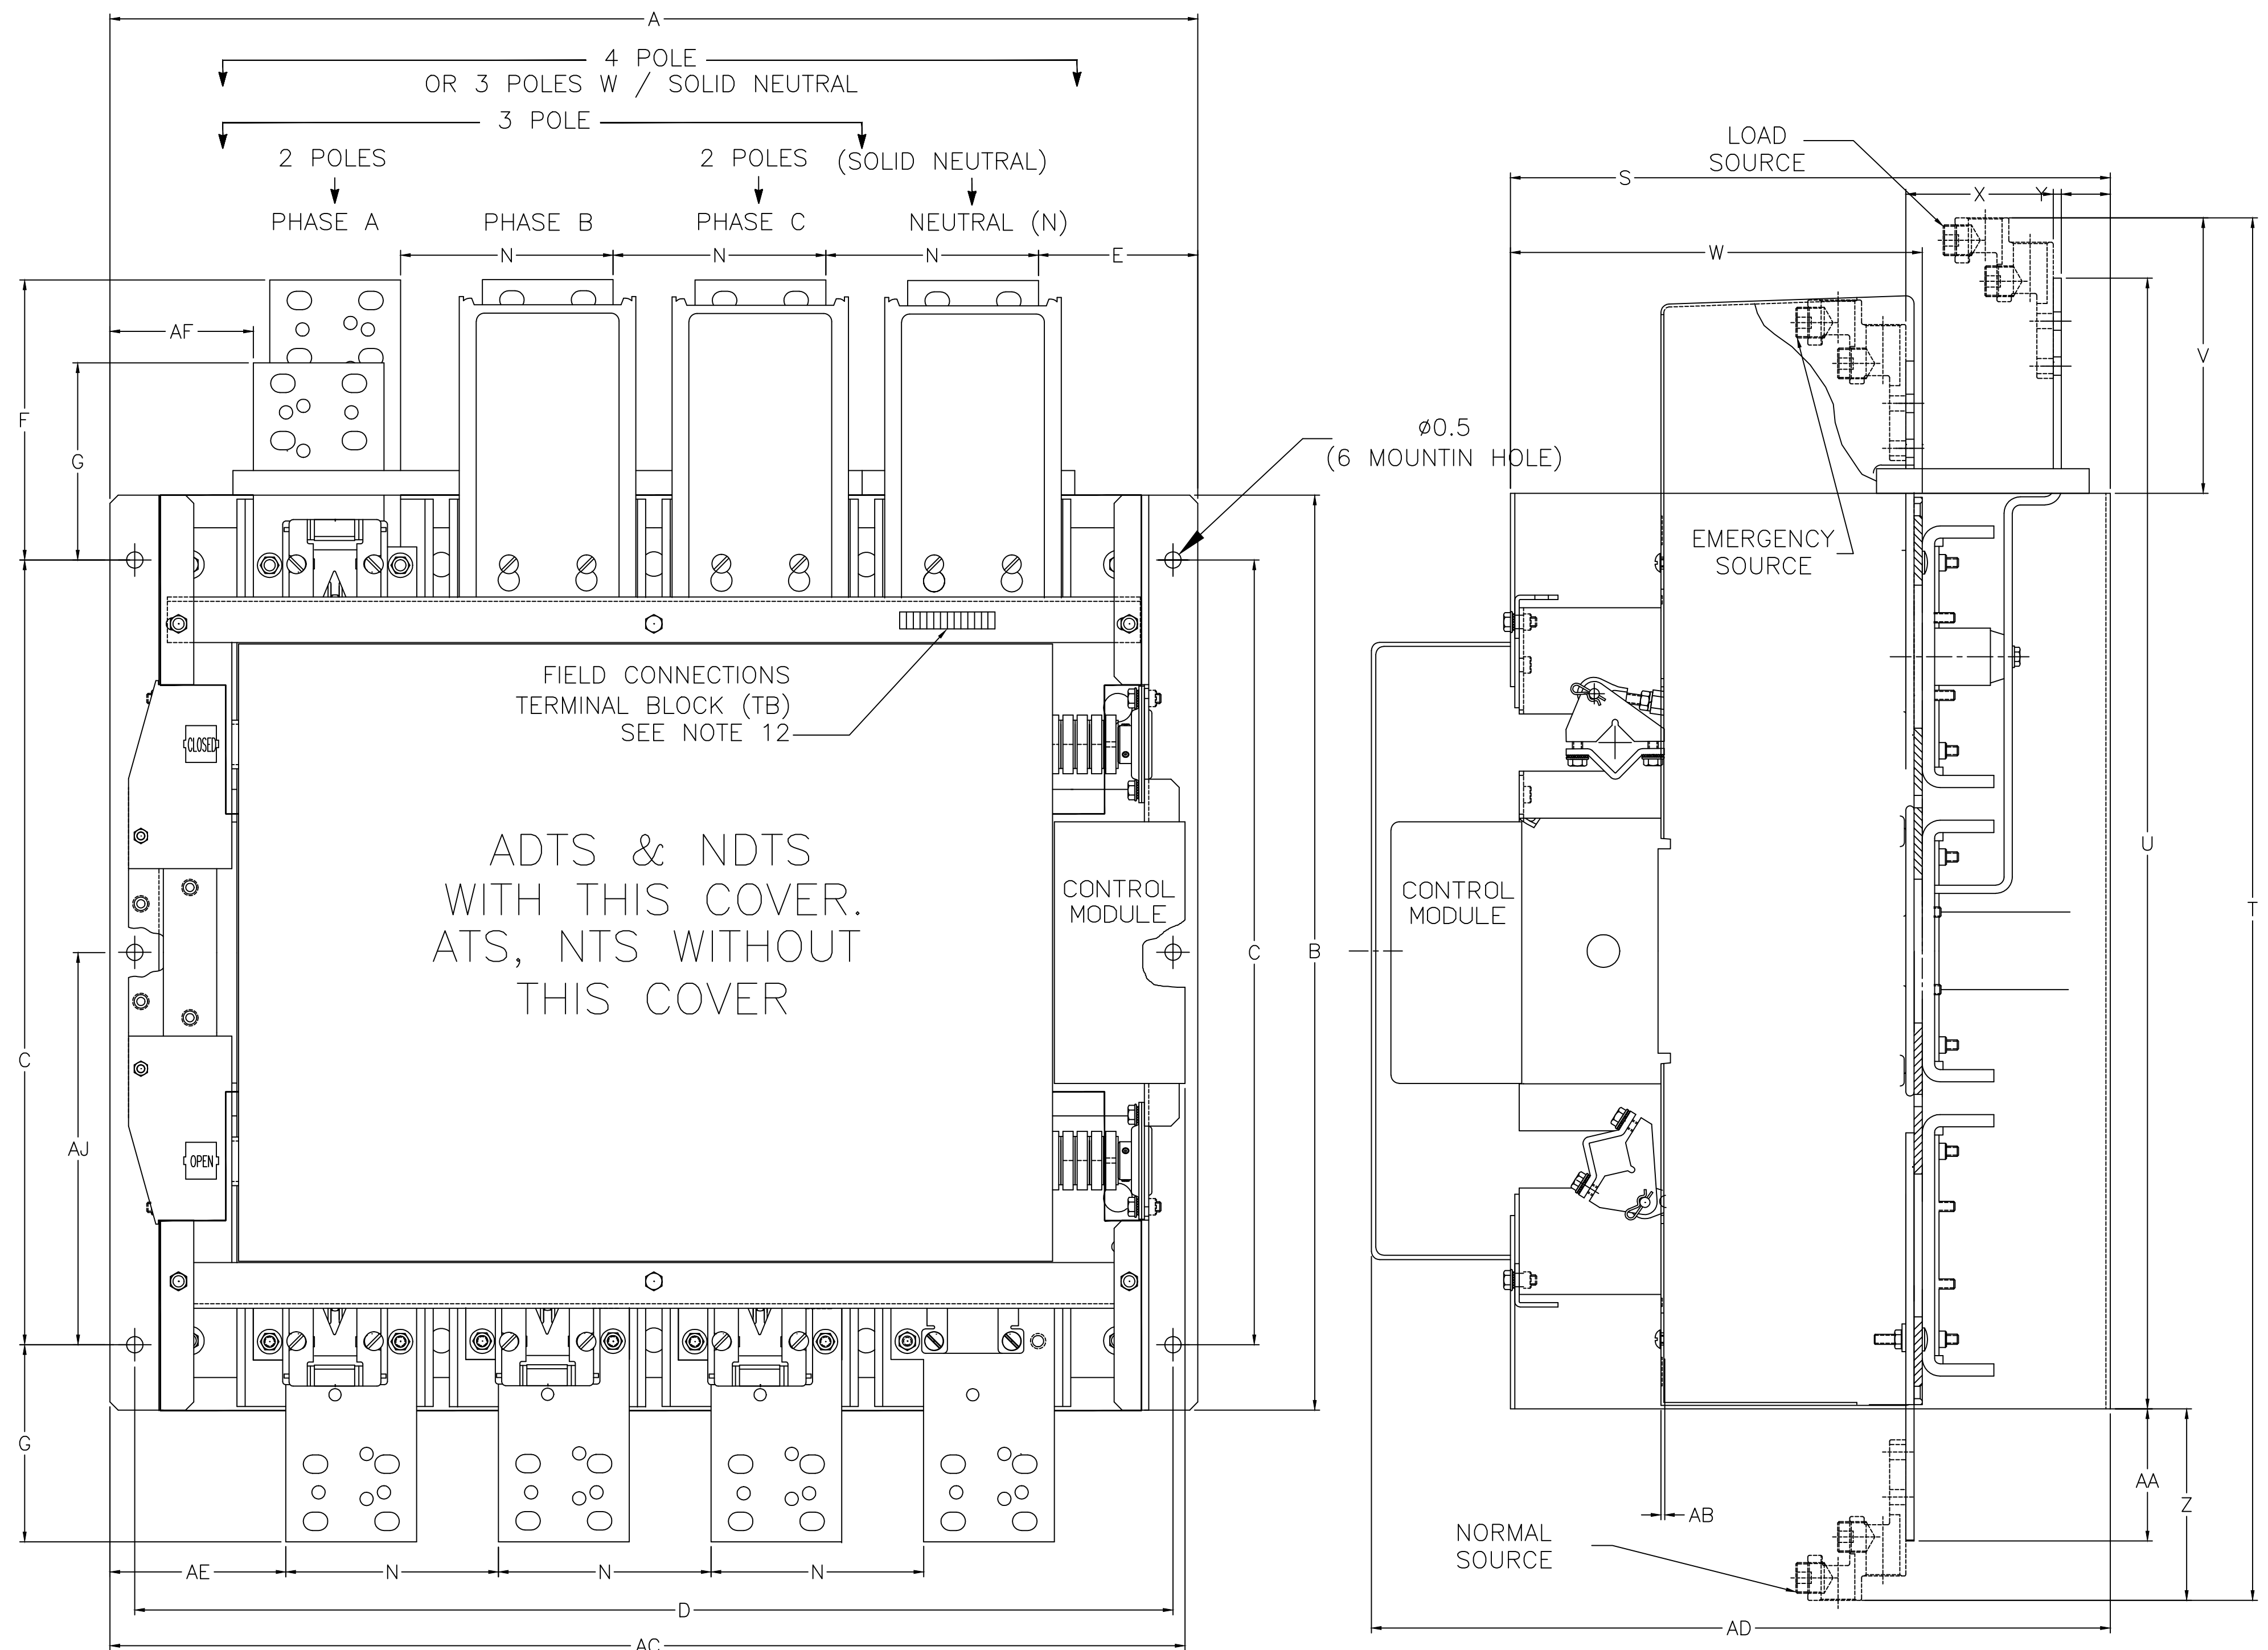 A
4 POLE
OR 3 POLES W / SOLID NEUTRAL
3 POLE
2 POLES
2 POLES
(SOLID NEUTRAL)
PHASE A
PHASE B
PHASE C
NEUTRAL (N)
N
N
N
E
AF
F
G
Ø0.5
(6 MOUNTIN HOLE)
FIELD CONNECTIONS
TERMINAL BLOCK (TB)
SEE NOTE 12
CLOSED
ADTS & NDTS
WITH THIS COVER.
ATS, NTS WITHOUT
THIS COVER
CONTROL
MODULE
C
B
C
AJ
OPEN
G
AE
N
N
N
D
AC
LOAD
SOURCE
S
X
Y
W
V
EMERGENCY
SOURCE
CONTROL
MODULE
U
T
AA
Z
AB
NORMAL
SOURCE
AD